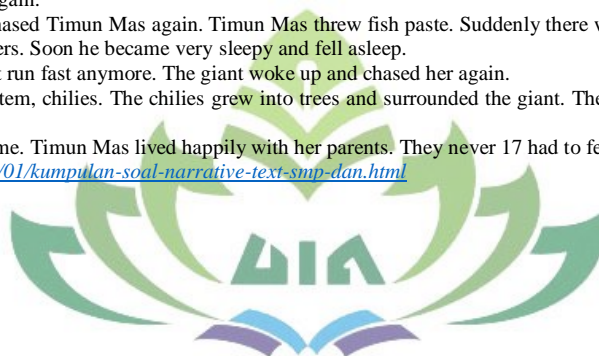 gain.
ased Timun Mas again. Timun Mas threw fish paste. Suddenly there
ers. Soon he became very sleepy and fell asleep.
run fast anymore. The giant woke up and chased her again.
tem, chilies. The chilies grew into trees and surrounded the giant. The
me. Timun Mas lived happily with her parents. They never 17 had to fe
/01/kumpulan-soal-narrative-text-smp-dan.html
UIN